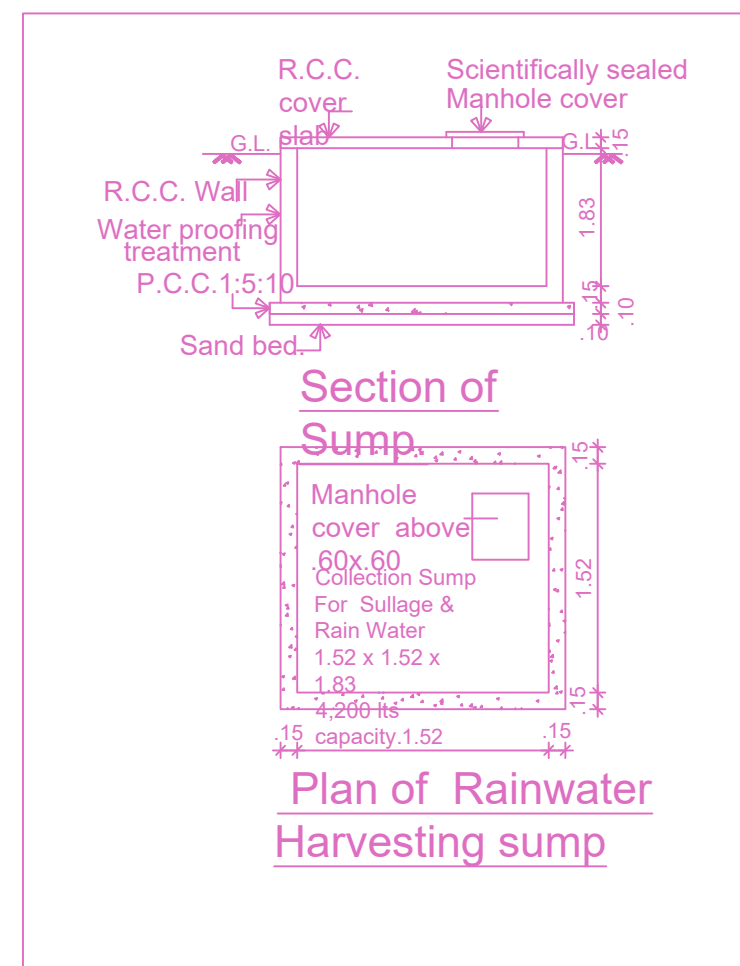 R.C.C.
cover
slab
Scientifically sealed
Manhole cover
G.L.
G.L.
.15
R.C.C. Wall
Water proofing
treatment
1.83
P.C.C.1:5:10
.15
.10
.10
Sand bed.
Section of
Sump
.15
Manhole
cover above
.60x.60
Collection Sump
For Sullage &
Rain Water
1.52 x 1.52 x
1.83
4,200 lts
capacity.1.52
1.52
.15
.15
.15
Plan of Rainwater
Harvesting sump